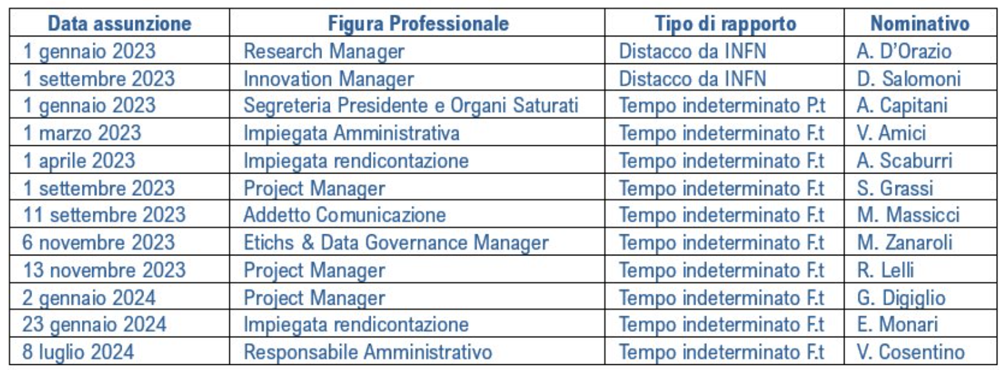 Data assunzione Figura Professionale Tipo di rapporto Nominativo
1 gennaio 2023 Research Manager Distacco da INFN A. D’Orazio
1 settembre 2023 Innovation Manager Distacco da INFN D. Salomoni
1 gennaio 2023 Segreteria Presidente e Organi Saturati Tempo indeterminato P.t A. Capitani
1 marzo 2023 Impiegata Amministrativa Tempo indeterminato F.t V. Amici
1 aprile 2023 Impiegata rendicontazione Tempo indeterminato F.t A. Scaburri
1 settembre 2023 Project Manager Tempo indeterminato F.t S. Grassi
11 settembre 2023 Addetto Comunicazione Tempo indeterminato F.t M. Massicci
6 novembre 2023 Etichs & Data Governance Manager Tempo indeterminato F.t M. Zanaroli
13 novembre 2023 Project Manager Tempo indeterminato F.t R. Lelli
2 gennaio 2024 Project Manager Tempo indeterminato F.t G. Digiglio
23 gennaio 2024 Impiegata rendicontazione Tempo indeterminato F.t E. Monari
8 luglio 2024 Responsabile Amministrativo Tempo indeterminato F.t V. Cosentino